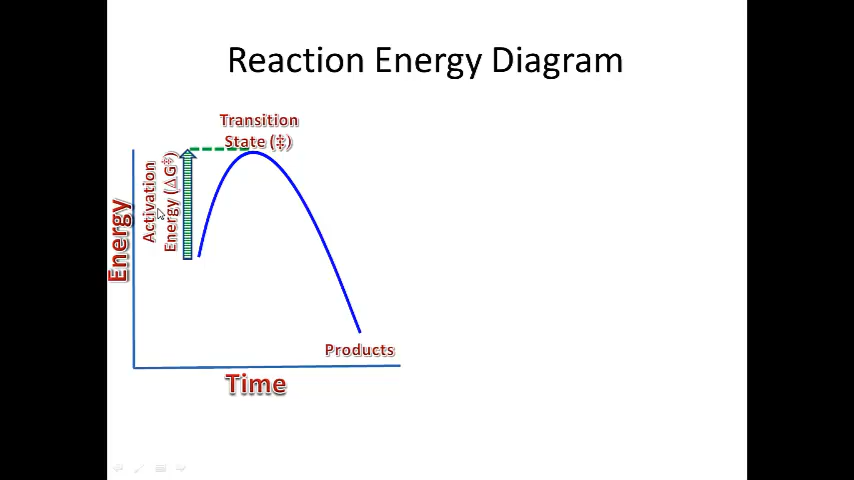 Reaction Energy Diagram
Transition
State (‡)
Activation
Energy (ΔG‡)
Energy
Products
Time